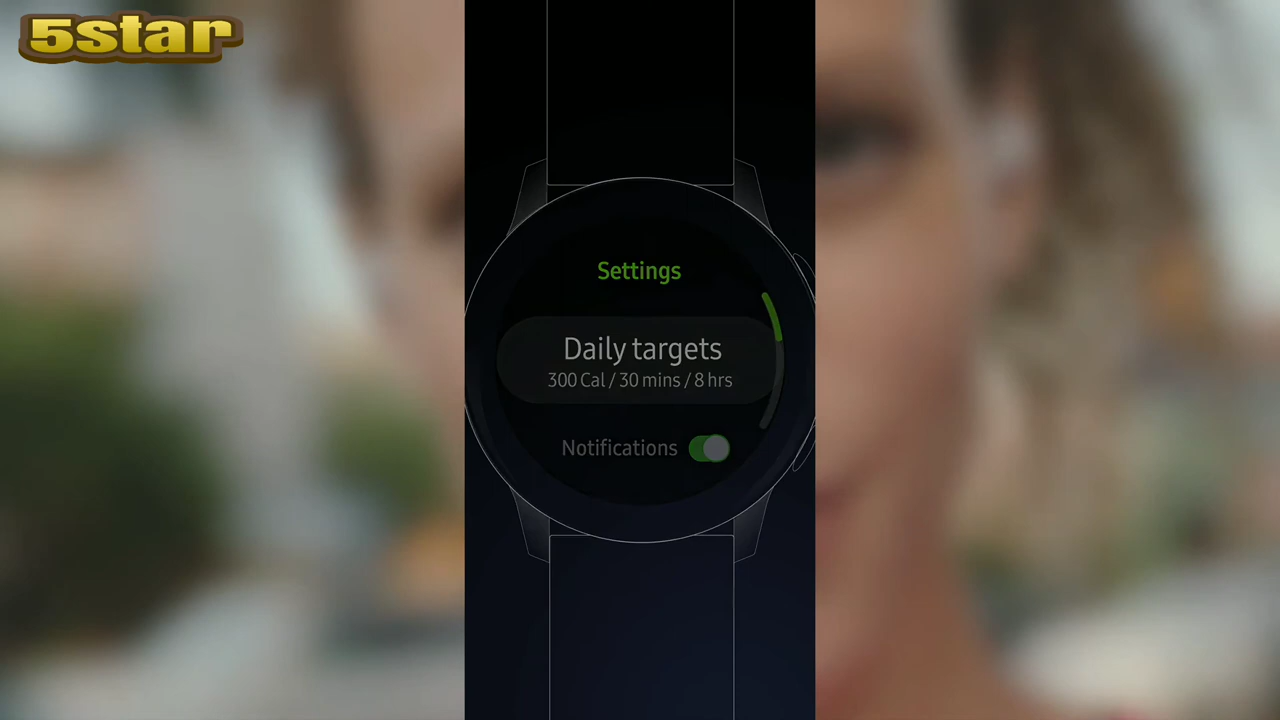 5star
Settings
Daily targets
300 Cal / 30 mins / 8 hrs
Notifications